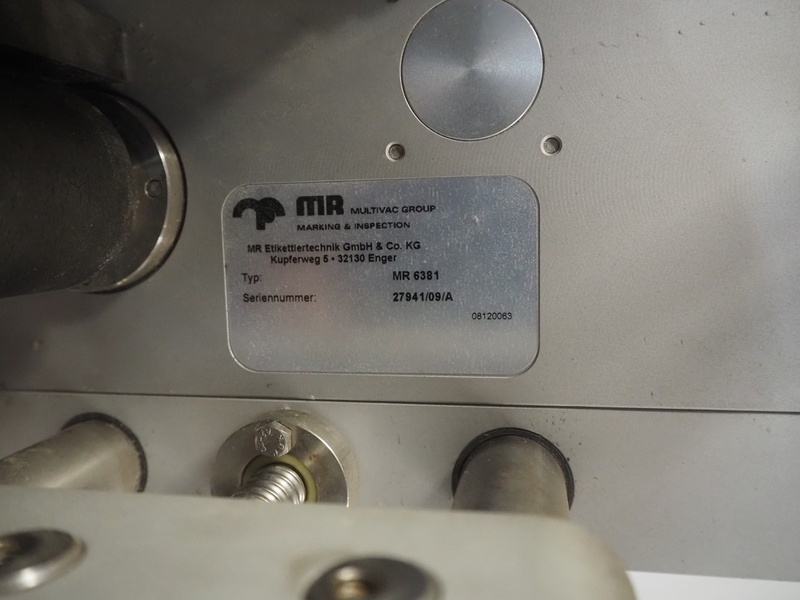 MR MULTIVAC GROUP
MARKING & INSPECTION
MR Etikettiertechnik GmbH & Co. KG
Kupferweg 5 • 32130 Enger
Typ: MR 6381
Seriennummer: 27941/09/A
08120063